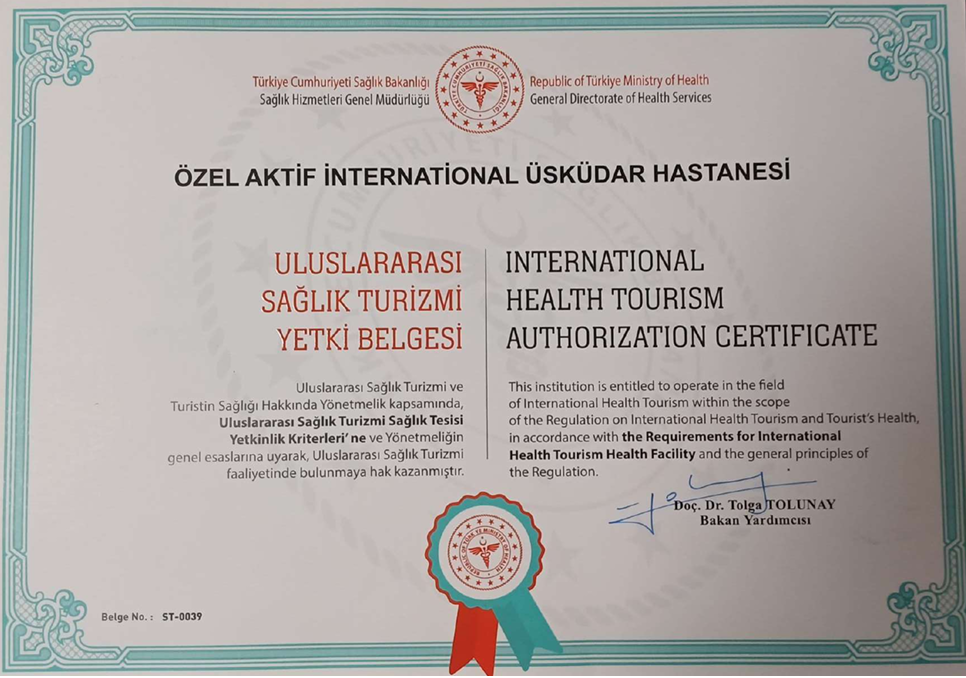 Türkiye Cumhuriyeti Sağlık Bakanlığı
Sağlık Hizmetleri Genel Müdürlüğü
Republic of Türkiye Ministry of Health
General Directorate of Health Services
ÖZEL AKTİF İNTERNATİONAL ÜSKÜDAR HASTANESİ
ULUSLARARASI
SAĞLIK TURİZMİ
YETKİ BELGESİ
INTERNATIONAL
HEALTH TOURISM
AUTHORIZATION CERTIFICATE
Uluslararası Sağlık Turizmi ve
Turistin Sağlığı Hakkında Yönetmelik kapsamında,
Uluslararası Sağlık Turizmi Sağlık Tesisi
Yetkinlik Kriterleri'ne ve Yönetmeliğin
genel esaslarına uyarak, Uluslararası Sağlık Turizmi
faaliyetinde bulunmaya hak kazanmıştır.
This institution is entitled to operate in the field
of International Health Tourism within the scope
of the Regulation on International Health Tourism and Tourist's Health,
in accordance with the Requirements for International
Health Tourism Health Facility and the general principles of
the Regulation.
Doç. Dr. Tolga TOLUNAY
Bakan Yardımcısı
Belge No. : ST-0039